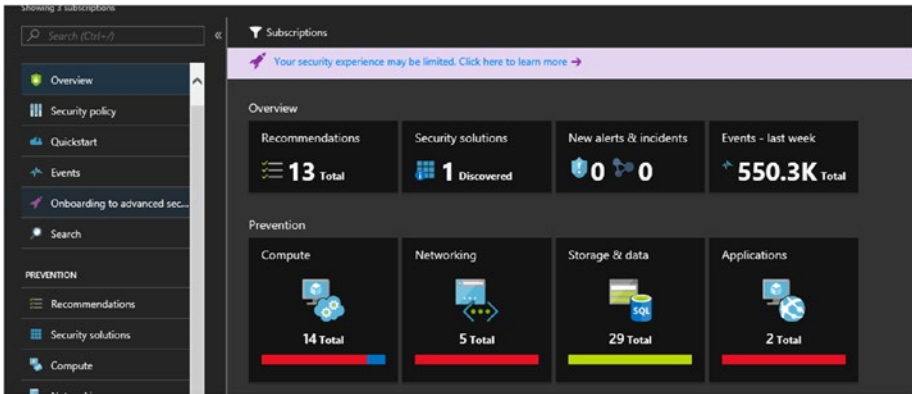 Showing 3 subscriptions
Search (Ctrl+/)
«
Overview
Security policy
Quickstart
Events
Onboarding to advanced sec...
Search
PREVENTION
Recommendations
Security solutions
Compute
Subscriptions
Your security experience may be limited. Click here to learn more →
Overview
Recommendations
13 Total
Security solutions
1 Discovered
New alerts & incidents
0 0
Events - last week
550.3K Total
Prevention
Compute
14 Total
Networking
5 Total
Storage & data
SQL
29 Total
Applications
2 Total